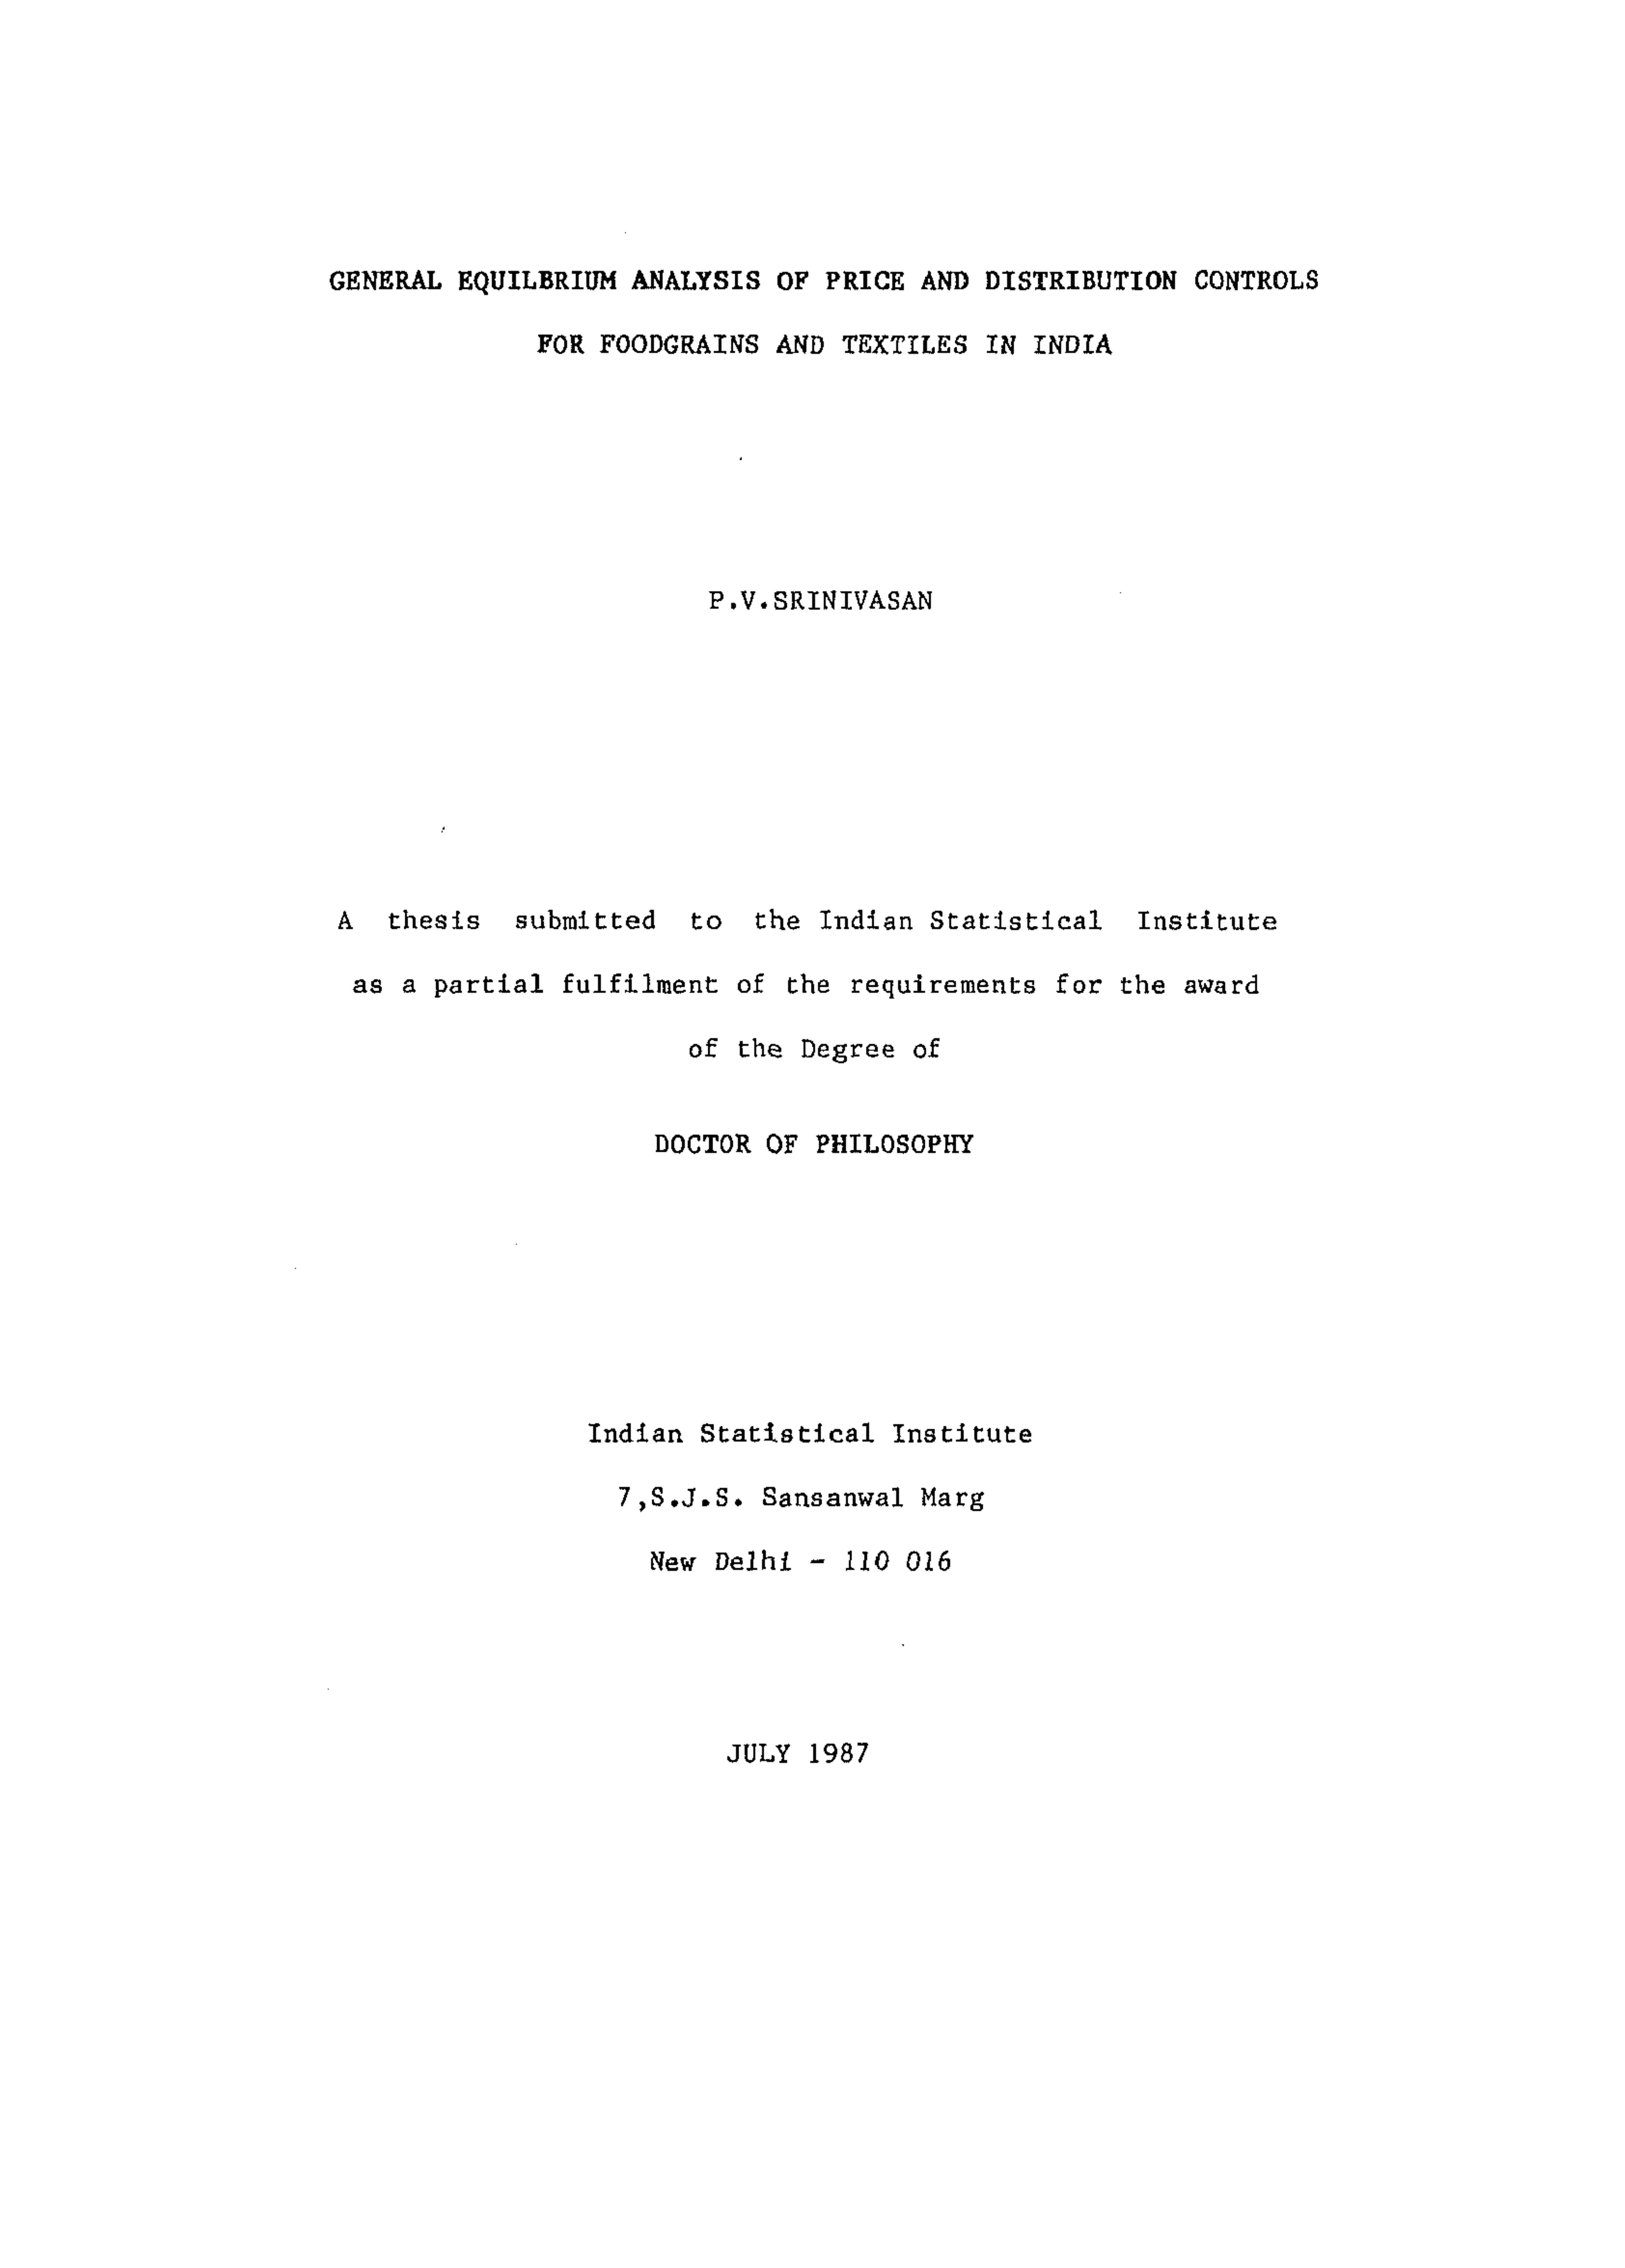 GENERAL EQUILBRIUM ANALYSIS OF PRICE AND DISTRIBUTION CONTROLS
FOR FOODGRAINS AND TEXTILES IN INDIA
P.V.SRINIVASAN
A thesis submitted to the Indian Statistical Institute
as a partial fulfilment of the requirements for the award
of the Degree of
DOCTOR OF PHILOSOPHY
Indian Statistical Institute
7,S.J.S. Sansanwal Marg
New Delhi - 110 016
JULY 1987